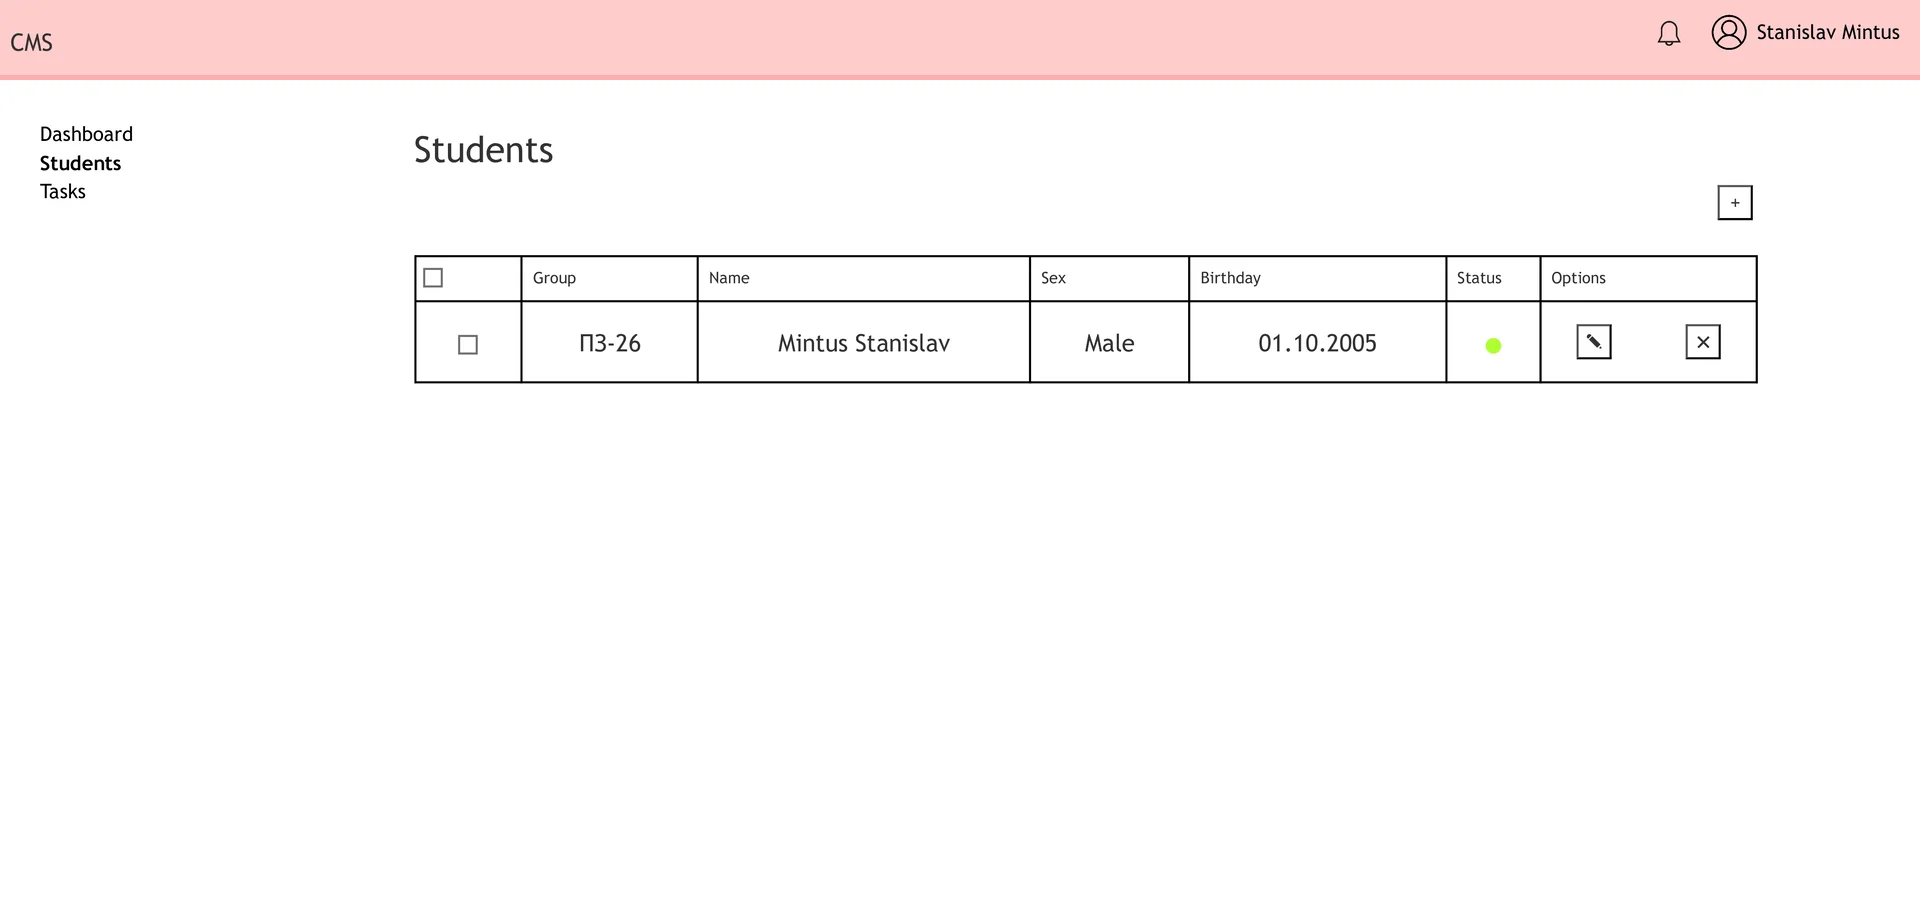 CMS
Stanislav Mintus
Dashboard
Students
Tasks
Students
+
Group Name Sex Birthday Status Options
ПЗ-26 Mintus Stanislav Male 01.10.2005